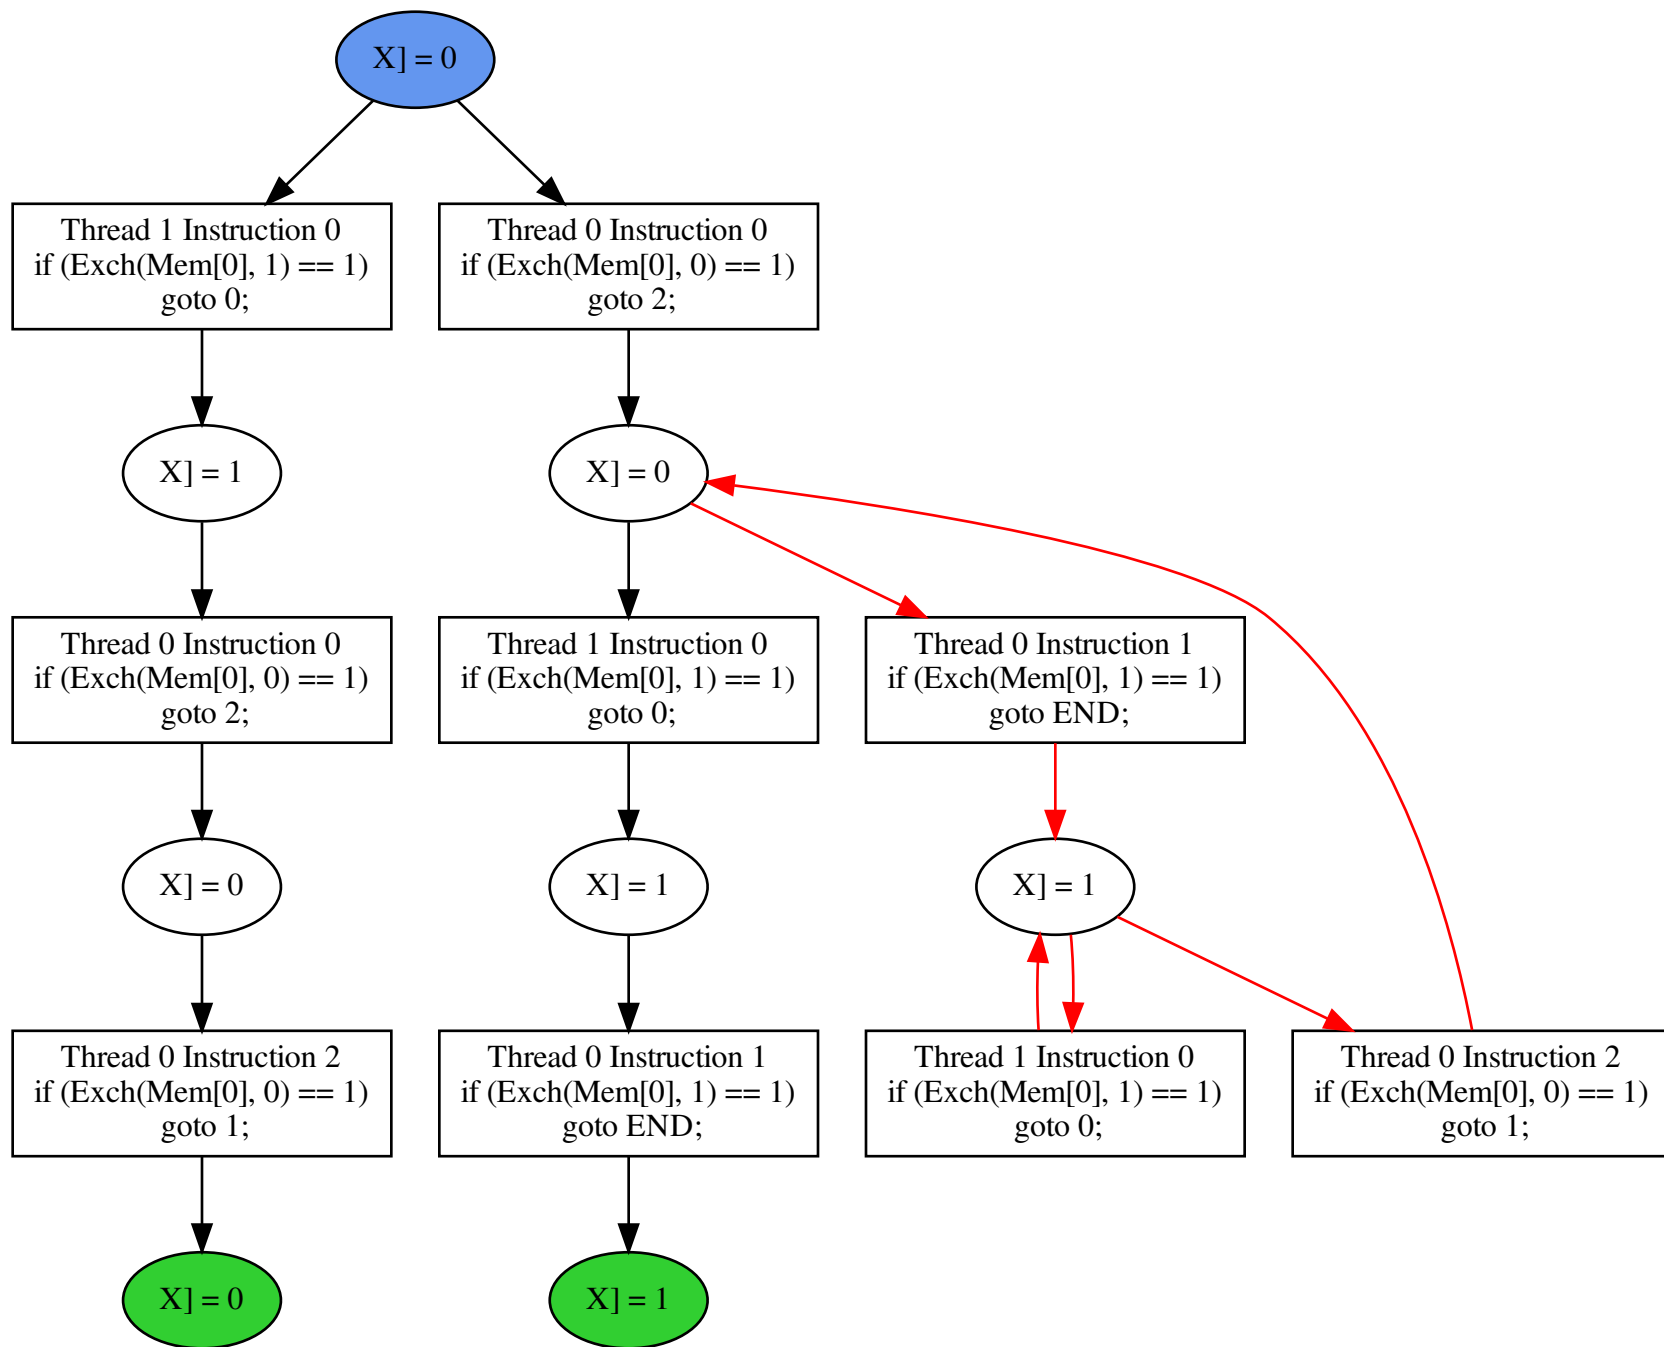 X] = 0
Thread 1 Instruction 0
if (Exch(Mem[0], 1) == 1)
goto 0;
Thread 0 Instruction 0
if (Exch(Mem[0], 0) == 1)
goto 2;
X] = 1
X] = 0
Thread 0 Instruction 0
if (Exch(Mem[0], 0) == 1)
goto 2;
Thread 1 Instruction 0
if (Exch(Mem[0], 1) == 1)
goto 0;
Thread 0 Instruction 1
if (Exch(Mem[0], 1) == 1)
goto END;
X] = 0
X] = 1
X] = 1
Thread 0 Instruction 2
if (Exch(Mem[0], 0) == 1)
goto 1;
Thread 0 Instruction 1
if (Exch(Mem[0], 1) == 1)
goto END;
Thread 1 Instruction 0
if (Exch(Mem[0], 1) == 1)
goto 0;
Thread 0 Instruction 2
if (Exch(Mem[0], 0) == 1)
goto 1;
X] = 0
X] = 1